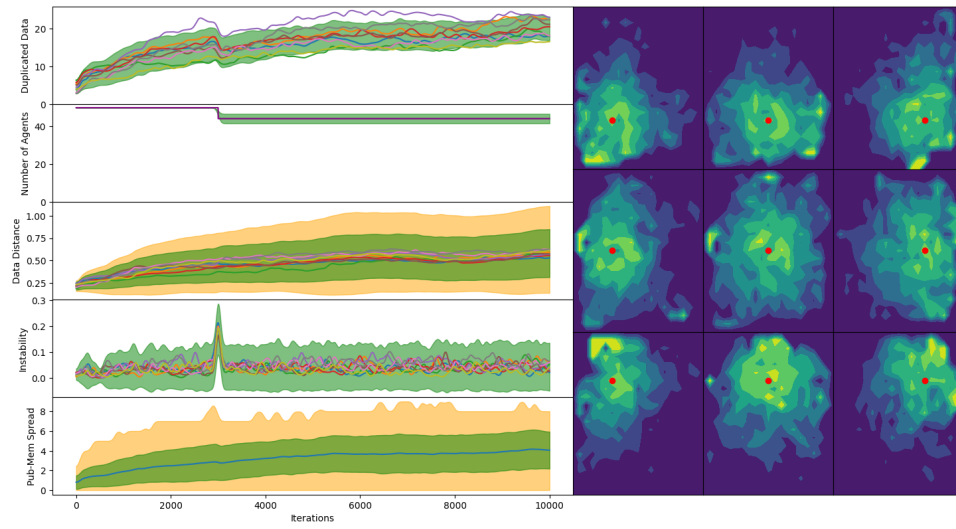 Duplicated Data
20
10
0
Number of Agents
40
20
0
Data Distance
1.00
0.75
0.50
0.25
Instability
0.3
0.2
0.1
0.0
Pub-Mem Spread
8
6
4
2
0
0 2000 4000 6000 8000 10000
Iterations